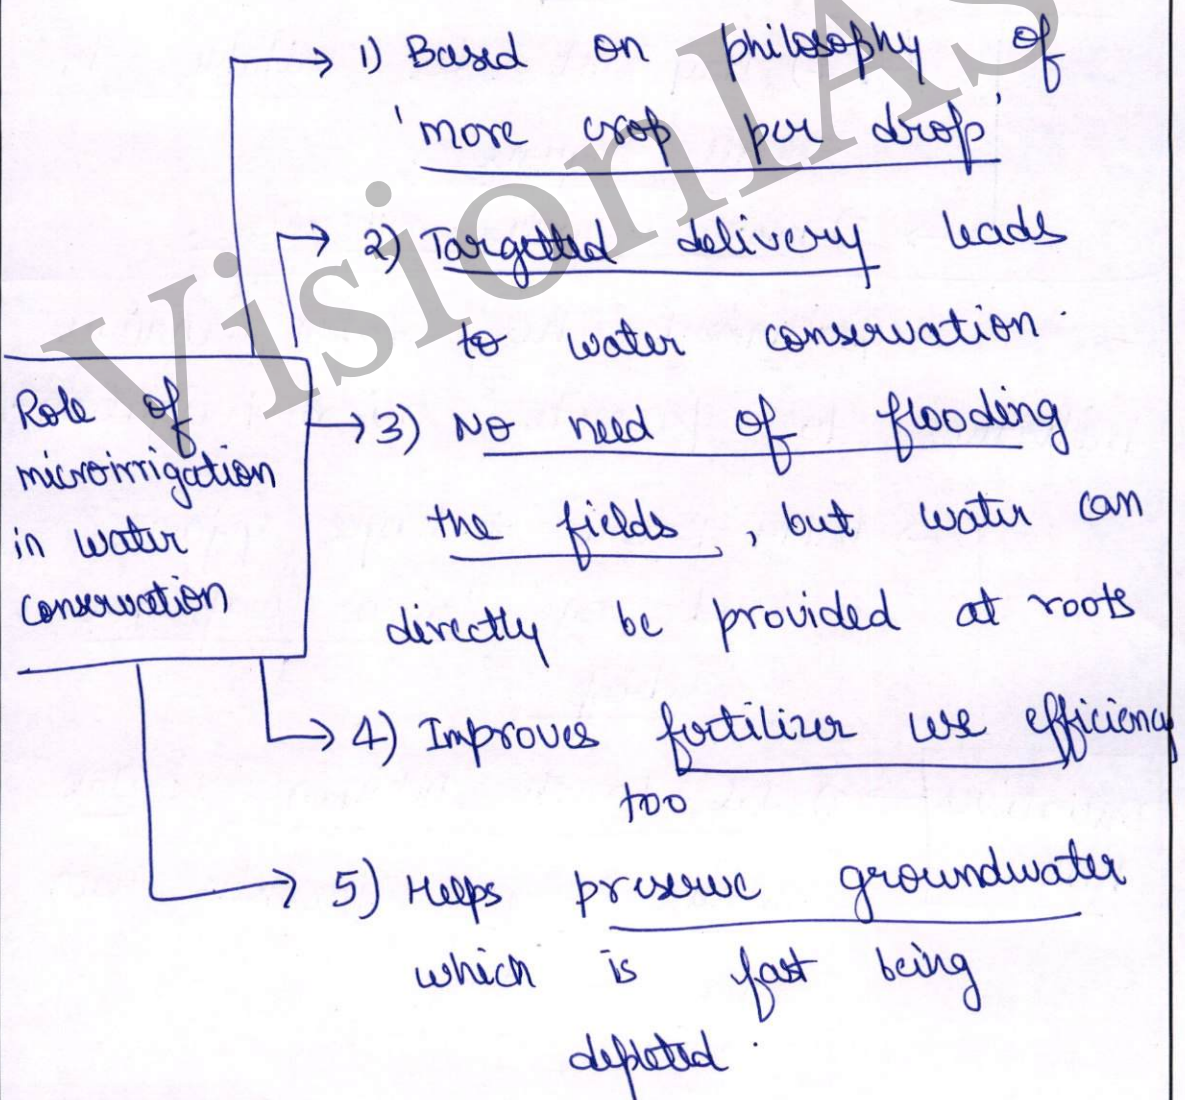 1) Based on philosophy of
'more crop per drop'
2) Targetted delivery leads
to water conservation.
Role of
microirrigation
in water
conservation
3) No need of flooding
the fields, but water can
directly be provided at roots
4) Improves fertilizer use efficiency
too
5) Helps preserve groundwater
which is fast being
depleted.
VisionIAS